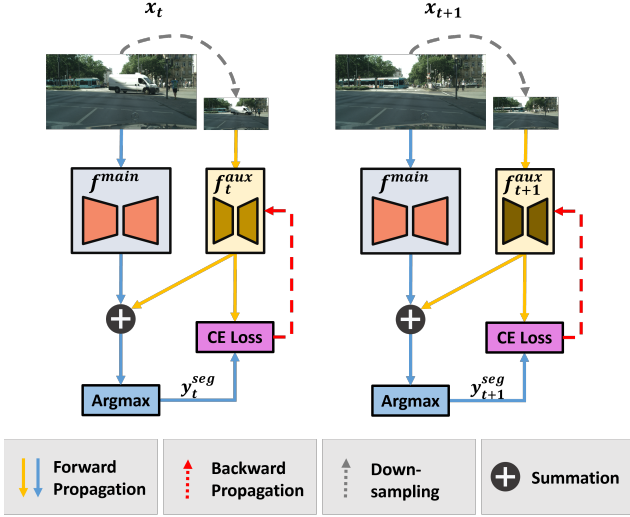 x_t
x_{t+1}
f^{main}
f_t^{aux}
f^{main}
f_{t+1}^{aux}
+
+
CE Loss
CE Loss
y_t^{seg}
y_{t+1}^{seg}
Argmax
Argmax
Forward
Propagation
Backward
Propagation
Down-
sampling
+
Summation